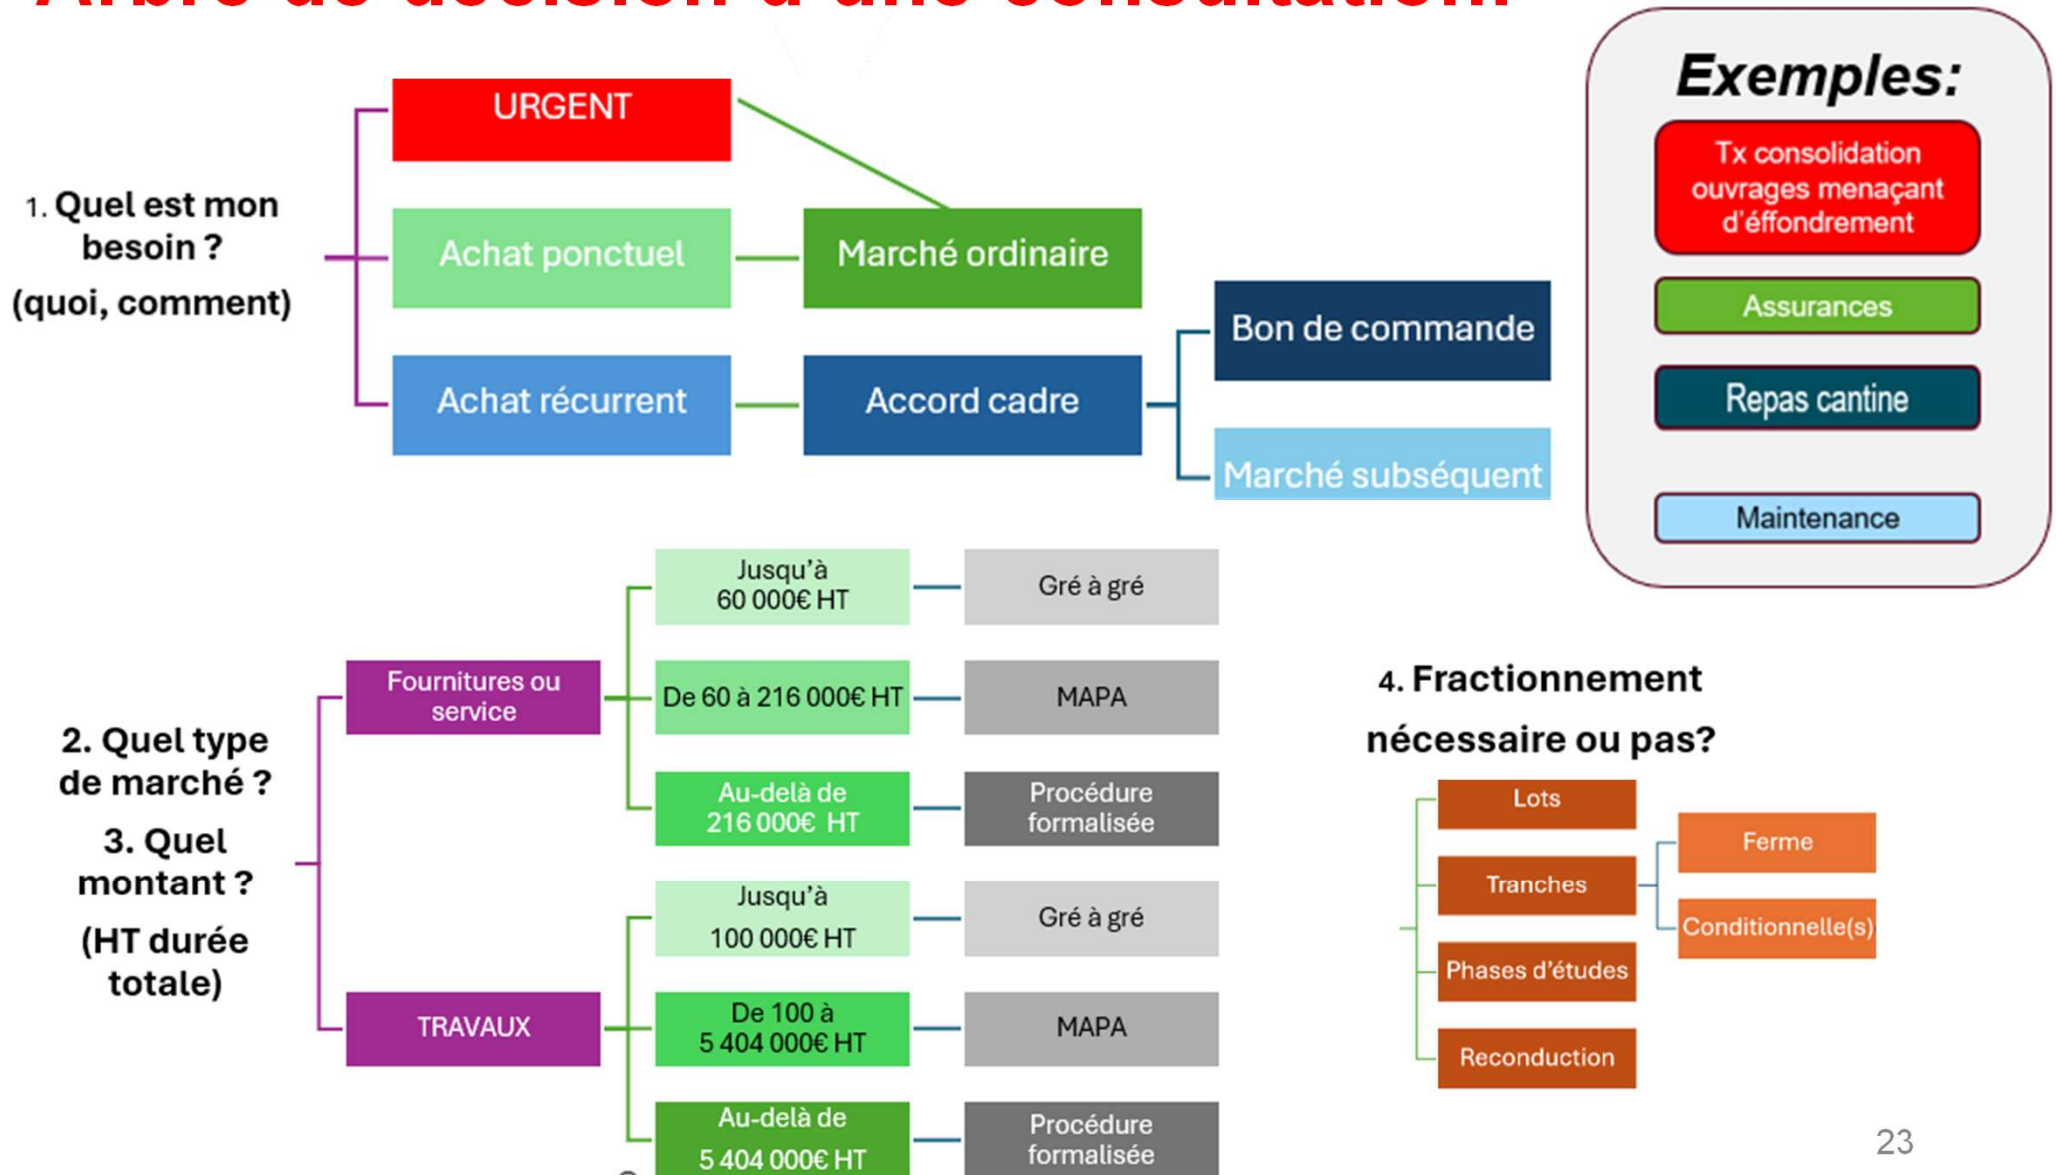 Arbre de décision d'une consultation:
1. Quel est mon
besoin ?
(quoi, comment)
URGENT
Achat ponctuel
Marché ordinaire
Achat récurrent
Accord cadre
Bon de commande
Marché subséquent
Exemples:
Tx consolidation
ouvrages menaçant
d'éffondrement
Assurances
Repas cantine
Maintenance
2. Quel type
de marché ?
3. Quel
montant ?
(HT durée
totale)
Fournitures ou
service
Jusqu'à
60 000€ HT
Gré à gré
De 60 à 216 000€ HT
MAPA
Au-delà de
216 000€ HT
Procédure
formalisée
TRAVAUX
Jusqu'à
100 000€ HT
Gré à gré
De 100 à
5 404 000€ HT
MAPA
Au-delà de
5 404 000€ HT
Procédure
formalisée
4. Fractionnement
nécessaire ou pas?
Lots
Tranches
Ferme
Conditionnelle(s)
Phases d'études
Reconduction
23